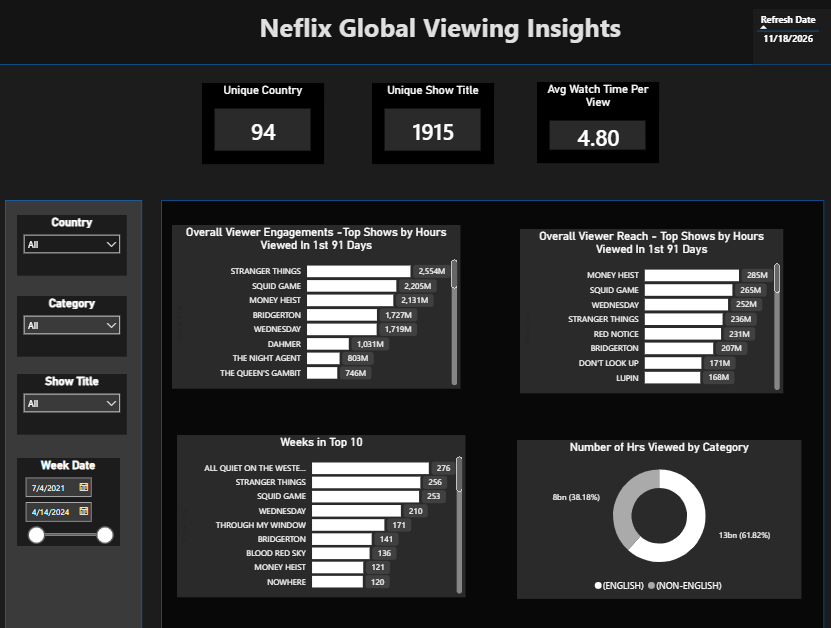 Neflix Global Viewing Insights
Refresh Date
11/18/2026
Unique Country
94
Unique Show Title
1915
Avg Watch Time Per
View
4.80
Country
All
Category
All
Show Title
All
Week Date
7/4/2021
4/14/2024
Overall Viewer Engagements -Top Shows by Hours
Viewed In 1st 91 Days
STRANGER THINGS 2,554M
SQUID GAME 2,205M
MONEY HEIST 2,131M
BRIDGERTON 1,727M
WEDNESDAY 1,719M
DAHMER 1,031M
THE NIGHT AGENT 803M
THE QUEEN'S GAMBIT 746M
Overall Viewer Reach - Top Shows by Hours
Viewed In 1st 91 Days
MONEY HEIST 285M
SQUID GAME 265M
WEDNESDAY 252M
STRANGER THINGS 236M
RED NOTICE 231M
BRIDGERTON 207M
DON'T LOOK UP 171M
LUPIN 168M
Weeks in Top 10
ALL QUIET ON THE WESTE... 276
STRANGER THINGS 256
SQUID GAME 253
WEDNESDAY 210
THROUGH MY WINDOW 171
BRIDGERTON 141
BLOOD RED SKY 136
MONEY HEIST 121
NOWHERE 120
Number of Hrs Viewed by Category
8bn (38.18%)
13bn (61.82%)
(ENGLISH) (NON-ENGLISH)